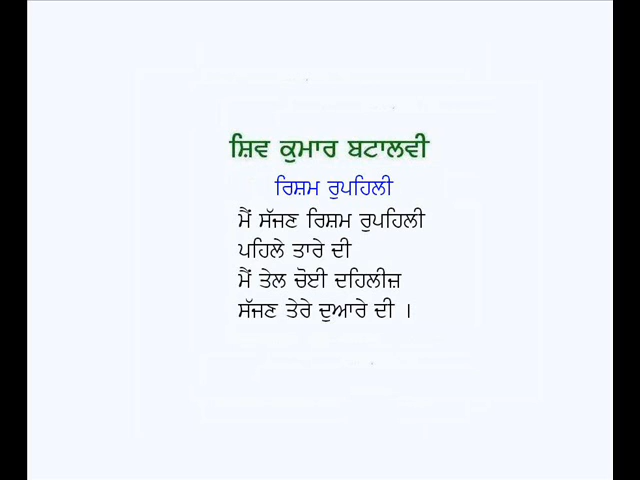 ਸ਼ਿਵ ਕੁਮਾਰ ਬਟਾਲਵੀ
ਰਿਸ਼ਮ ਰੁਪਹਿਲੀ
ਮੈਂ ਸੱਜਣ ਰਿਸ਼ਮ ਰੁਪਹਿਲੀ
ਪਹਿਲੇ ਤਾਰੇ ਦੀ
ਮੈਂ ਤੇਲ ਚੋਈ ਦਹਿਲੀਜ਼
ਸੱਜਣ ਤੇਰੇ ਦੁਆਰੇ ਦੀ ।